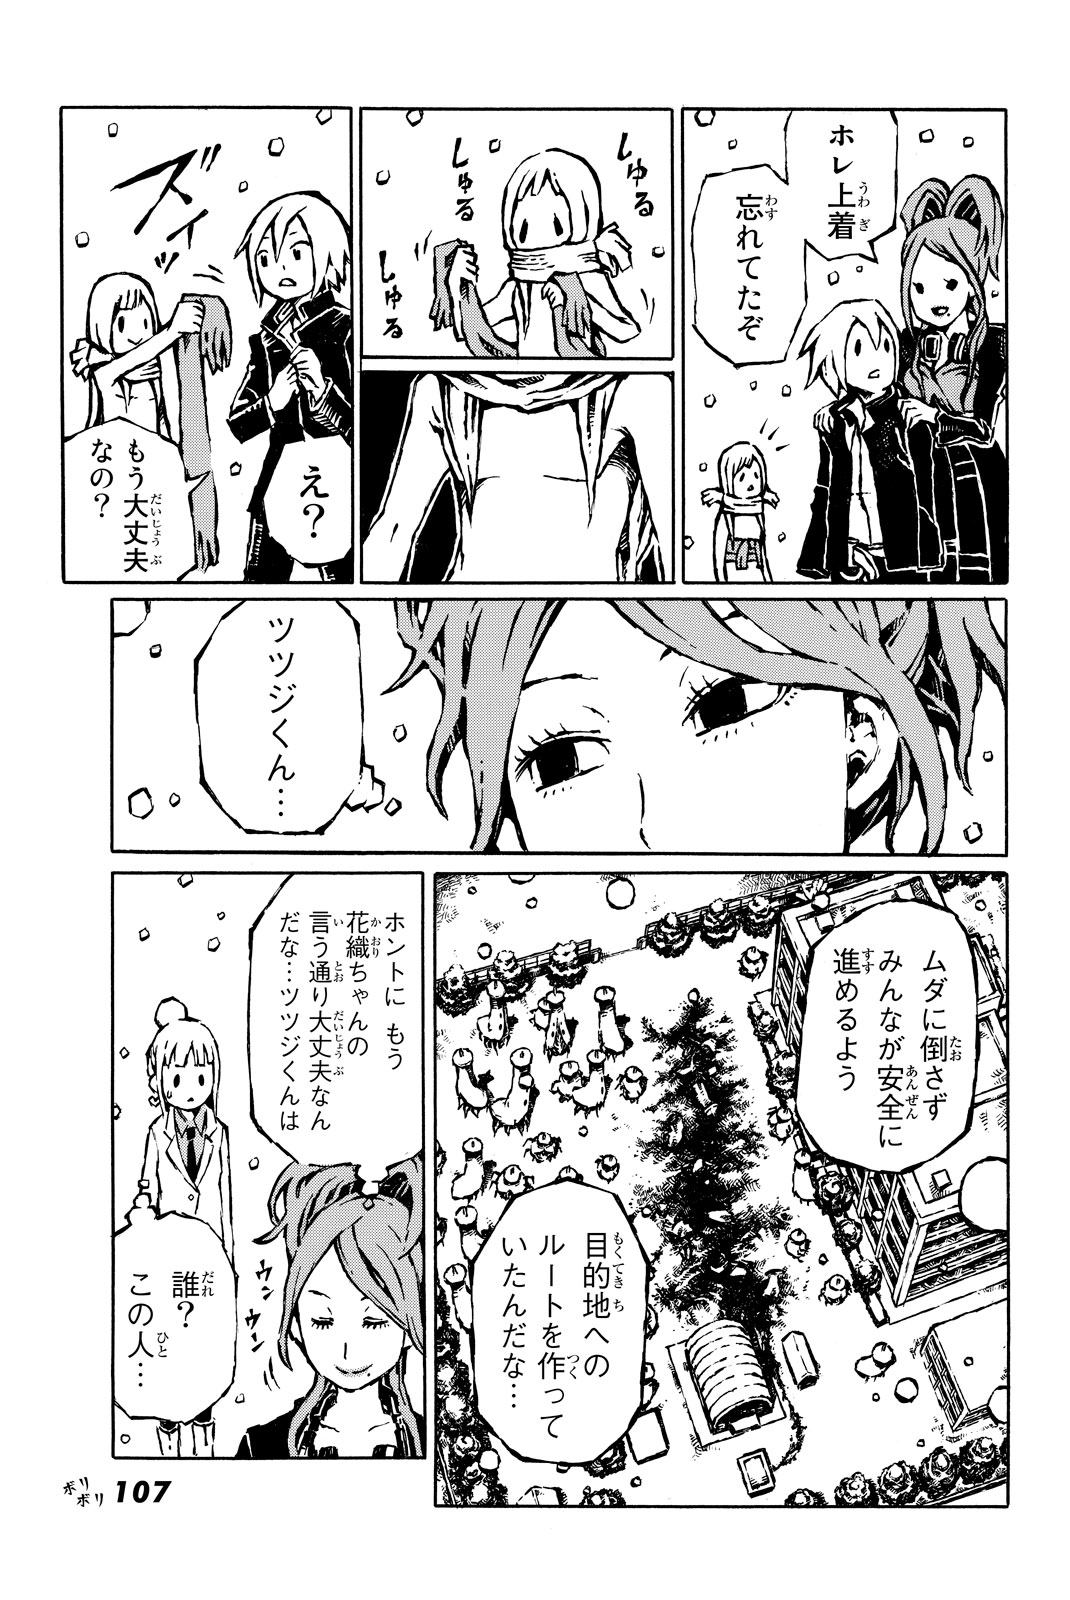 ホレ上着
忘れてたぞ
しゅる
しゅる
しゅる
ズイッ
え？
もう大丈夫
なの？
ツツジくん…
ムダに倒さず
みんなが安全に
進めるよう
目的地への
ルートを作って
いたんだな…
ホントに もう
花織ちゃんの
言う通り大丈夫なん
だな…ツツジくんは
ウンウン
誰？
この人…
ボリボリ
107